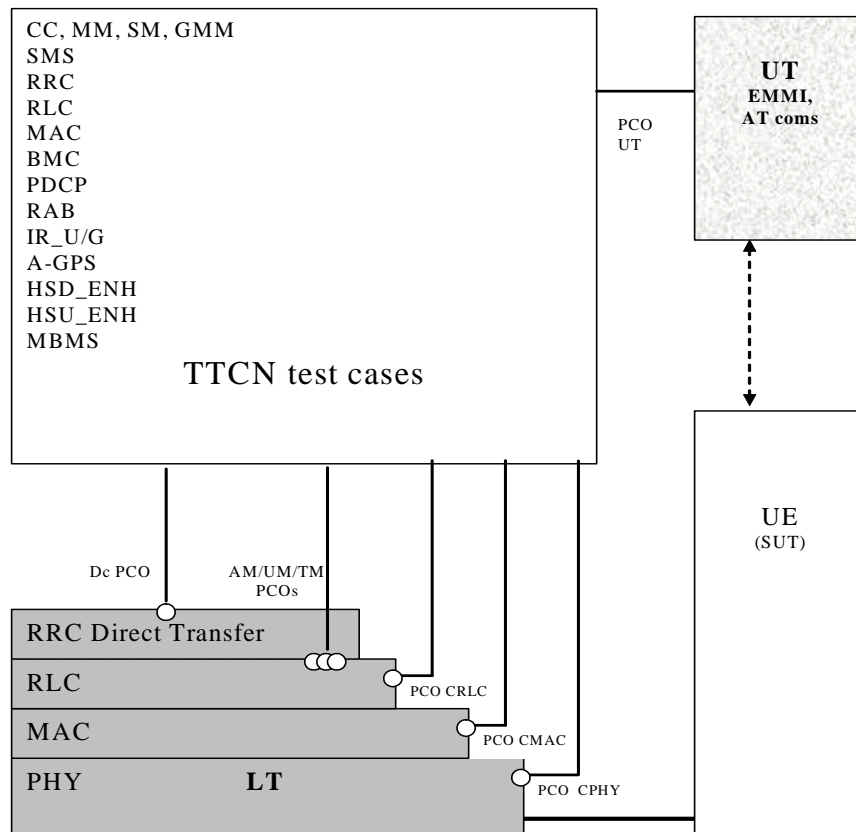 CC, MM, SM, GMM
SMS
RRC
RLC
MAC
BMC
PDCP
RAB
IR_U/G
A-GPS
HSD_ENH
HSU_ENH
MBMS
TTCN test cases
PCO
UT
UT
EMMI,
AT coms
UE
(SUT)
Dc PCO
AM/UM/TM
PCOs
RRC Direct Transfer
RLC
PCO CRLC
MAC
PCO CMAC
PHY LT
PCO CPHY